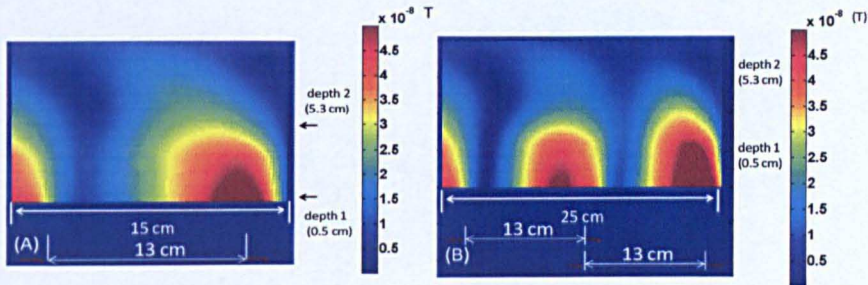 x 10⁻⁸ T
4.5
4
3.5
3
2.5
2
1.5
1
0.5
depth 2
(5.3 cm)
depth 1
(0.5 cm)
15 cm
(A)
13 cm
x 10⁻⁸ (T)
4.5
4
3.5
3
2.5
2
1.5
1
0.5
depth 2
(5.3 cm)
depth 1
(0.5 cm)
25 cm
13 cm
(B)
13 cm